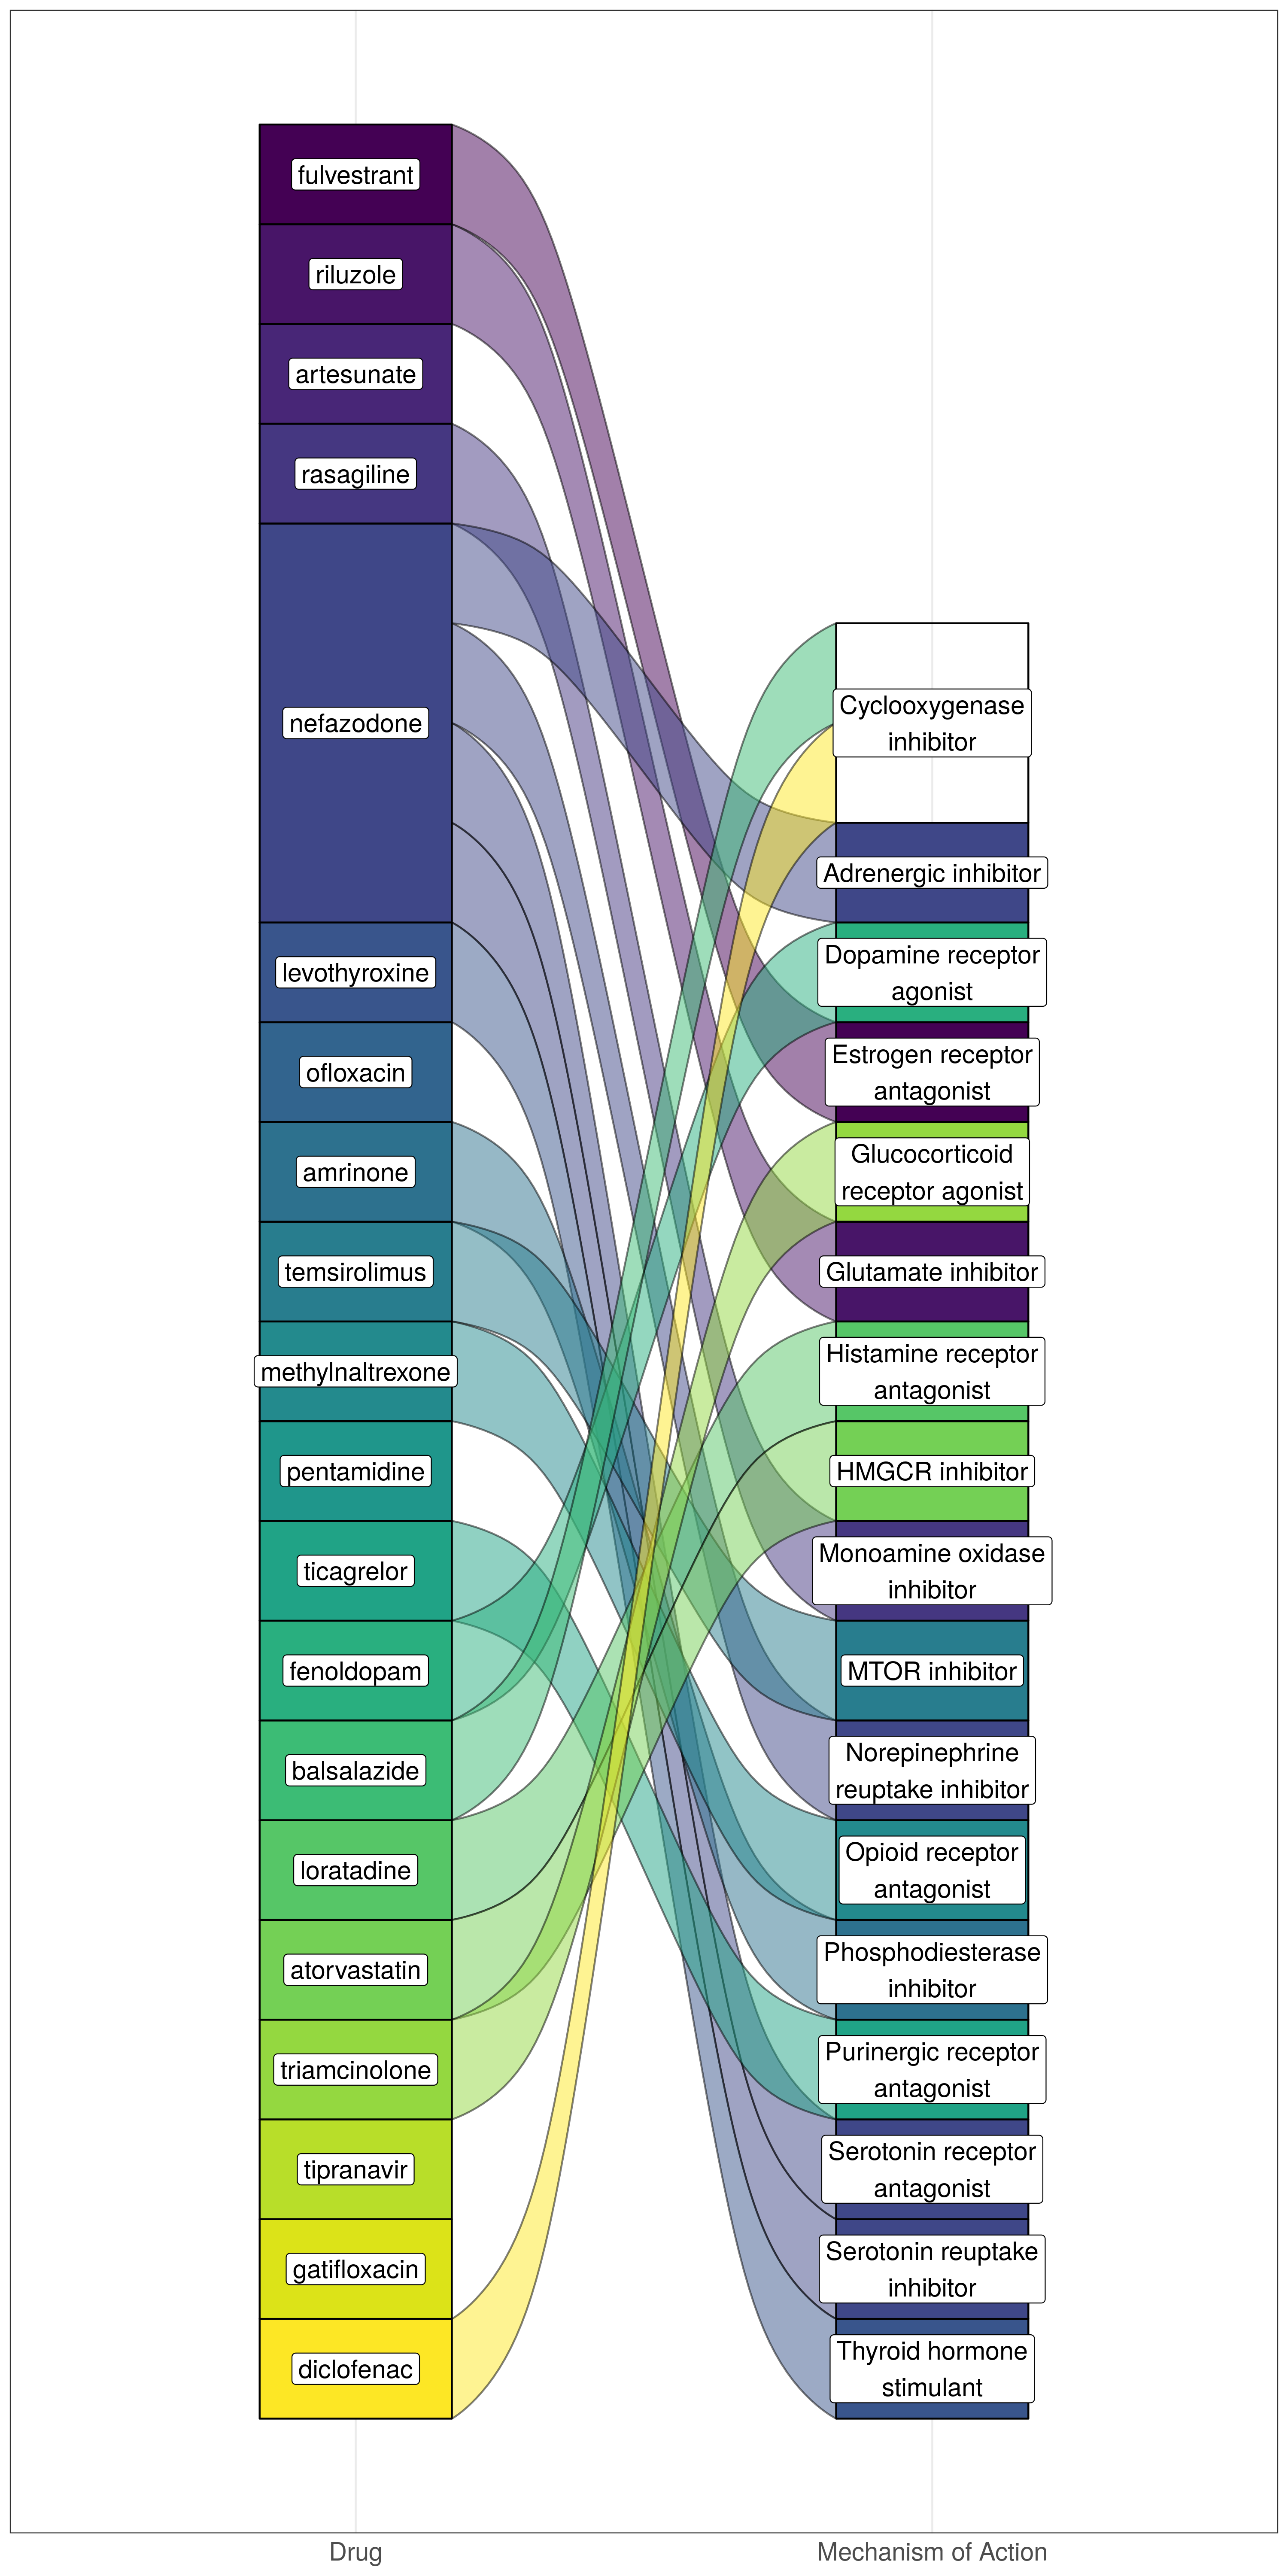 fulvestrant
riluzole
artesunate
rasagiline
nefazodone
levothyroxine
ofloxacin
amrinone
temsirolimus
methylnaltrexone
pentamidine
ticagrelor
fenoldopam
balsalazide
loratadine
atorvastatin
triamcinolone
tipranavir
gatifloxacin
diclofenac
Cyclooxygenase
inhibitor
Adrenergic inhibitor
Dopamine receptor
agonist
Estrogen receptor
antagonist
Glucocorticoid
receptor agonist
Glutamate inhibitor
Histamine receptor
antagonist
HMGCR inhibitor
Monoamine oxidase
inhibitor
MTOR inhibitor
Norepinephrine
reuptake inhibitor
Opioid receptor
antagonist
Phosphodiesterase
inhibitor
Purinergic receptor
antagonist
Serotonin receptor
antagonist
Serotonin reuptake
inhibitor
Thyroid hormone
stimulant
Drug
Mechanism of Action